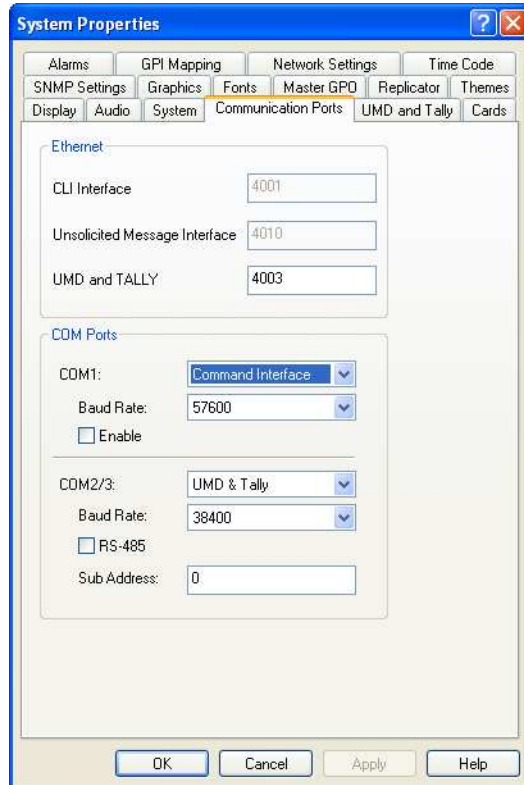 System Properties
Alarms GPI Mapping Network Settings Time Code
SNMP Settings Graphics Fonts Master GPO Replicator Themes
Display Audio System Communication Ports UMD and Tally Cards
Ethernet
CLI Interface 4001
Unsolicited Message Interface 4010
UMD and TALLY 4003
COM Ports
COM1: Command Interface
Baud Rate: 57600
Enable
COM2/3: UMD & Tally
Baud Rate: 38400
RS-485
Sub Address: 0
OK Cancel Apply Help